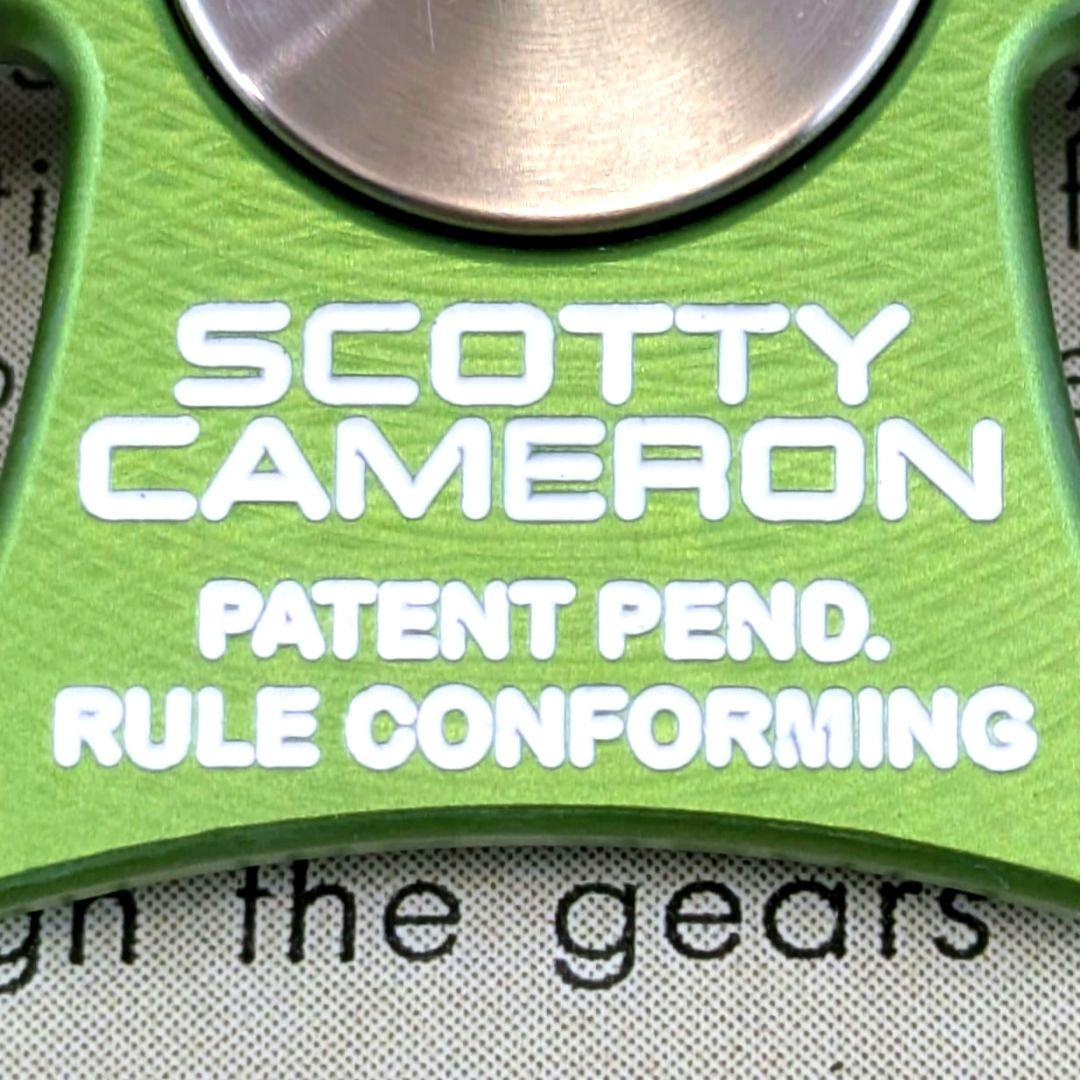 SCOTTY
CAMERON
PATENT PEND.
RULE CONFORMING
the gears